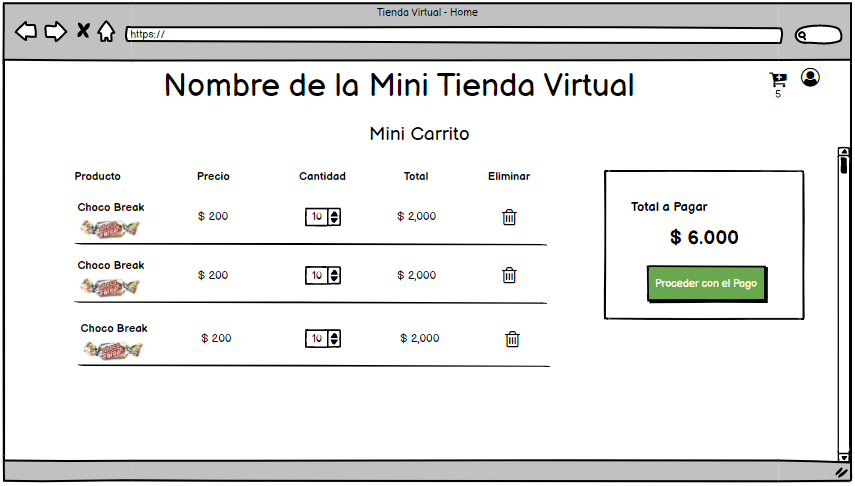 Tienda Virtual - Home
https://
Nombre de la Mini Tienda Virtual
5
Mini Carrito
Producto Precio Cantidad Total Eliminar
Choco Break
$ 200 10 $ 2,000
Choco Break
$ 200 10 $ 2,000
Choco Break
$ 200 10 $ 2,000
Total a Pagar
$ 6.000
Proceder con el Pago